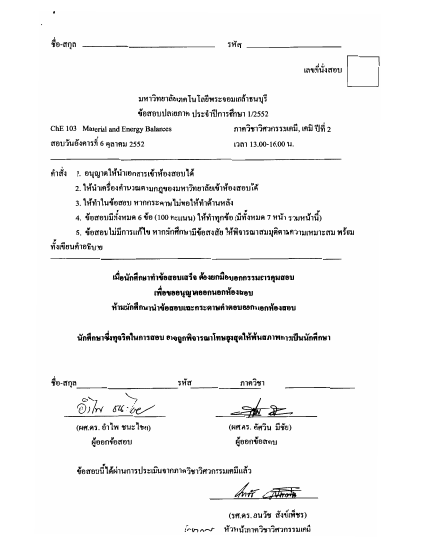 ชื่อ-สกุล รหัส
เลขที่นั่งสอบ
มหาวิทยาลัยเทคโนโลยีพระจอมเกล้าธนบุรี
ข้อสอบปลายภาค ประจำปีการศึกษา 1/2552
ChE 103 Material and Energy Balances ภาควิชาวิศวกรรมเคมี, เคมี ปีที่ 2
สอบวันอังคารที่ 6 ตุลาคม 2552 เวลา 13.00-16.00 น.
คำสั่ง 1. อนุญาตให้นำเอกสารเข้าห้องสอบได้
2. ให้นำเครื่องคำนวณตามกฎของมหาวิทยาลัยเข้าห้องสอบได้
3. ให้ทำในข้อสอบ หากกระดาษไม่พอให้ทำด้านหลัง
4. ข้อสอบมีทั้งหมด 6 ข้อ (100 คะแนน) ให้ทำทุกข้อ (มีทั้งหมด 7 หน้า รวมหน้านี้)
5. ข้อสอบไม่มีการแก้ไข หากนักศึกษามีข้อสงสัย ให้พิจารณาสมมุติตามความเหมาะสม พร้อม
ทั้งเขียนคำอธิบาย
เมื่อนักศึกษาทำข้อสอบเสร็จ ต้องยกมือบอกกรรมการคุมสอบ
เพื่อขออนุญาตออกนอกห้องสอบ
ห้ามนักศึกษานำข้อสอบและกระดาษคำตอบออกนอกห้องสอบ
นักศึกษาซึ่งทุจริตในการสอบ อาจถูกพิจารณาโทษสูงสุดให้พ้นสภาพการเป็นนักศึกษา
ชื่อ-สกุล รหัส ภาควิชา
(ผศ.ดร. อำไพ ชนะไชย) (ผศ.ดร. อัศวิน มีชัย)
ผู้ออกข้อสอบ ผู้ออกข้อสอบ
ข้อสอบนี้ได้ผ่านการประเมินจากภาควิชาวิศวกรรมเคมีแล้ว
(รศ.ดร.อนวัช สังข์เพ็ชร)
หัวหน้าภาควิชาวิศวกรรมเคมี